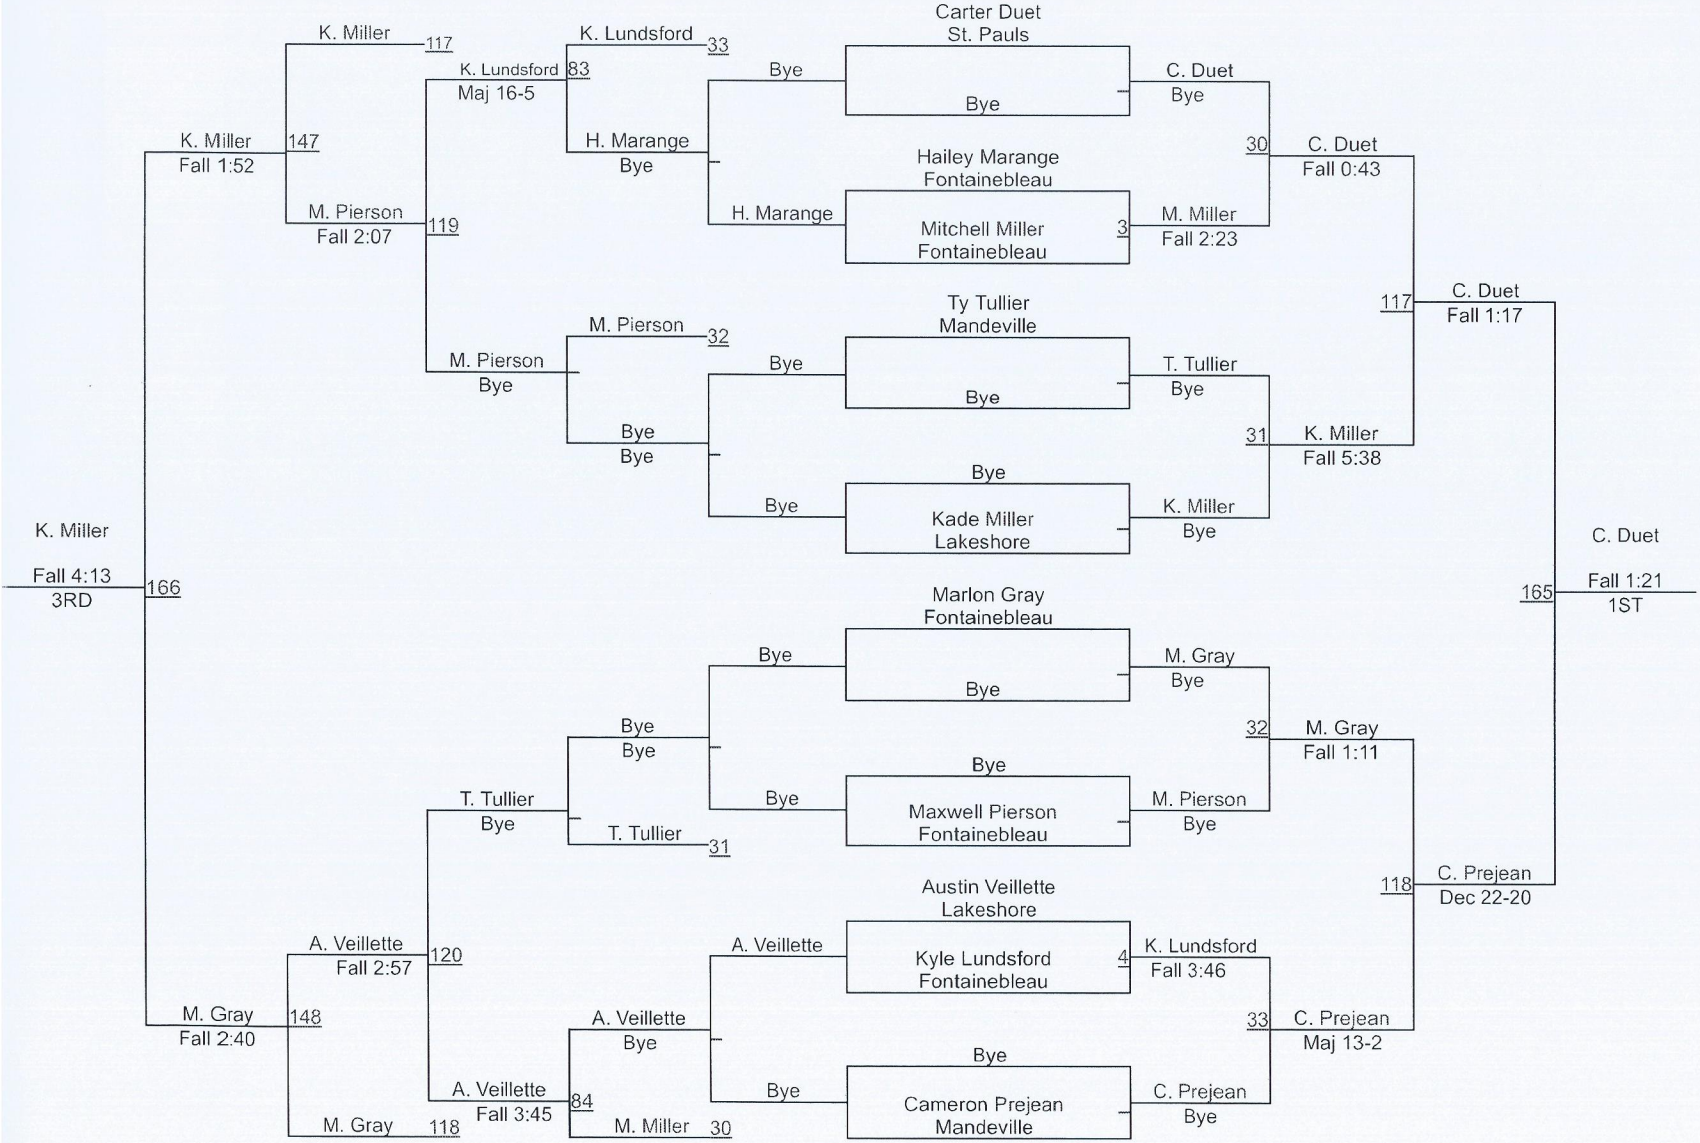 Carter Duet
St. Pauls
K. Miller
117
K. Lundsford
33
K. Lundsford
83
Maj 16-5
Bye
C. Duet
Bye
Bye
K. Miller
147
Fall 1:52
H. Marange
Bye
Hailey Marange
Fontainebleau
30
C. Duet
Fall 0:43
M. Pierson
119
Fall 2:07
H. Marange
Mitchell Miller
Fontainebleau
3
M. Miller
Fall 2:23
Ty Tullier
Mandeville
117
C. Duet
Fall 1:17
M. Pierson
32
M. Pierson
Bye
Bye
T. Tullier
Bye
Bye
Bye
Bye
31
K. Miller
Fall 5:38
Bye
Bye
Kade Miller
Lakeshore
K. Miller
Bye
K. Miller
Fall 4:13
3RD
166
C. Duet
Fall 1:21
1ST
165
Marlon Gray
Fontainebleau
Bye
M. Gray
Bye
Bye
Bye
Bye
32
M. Gray
Fall 1:11
Bye
T. Tullier
Bye
Bye
Maxwell Pierson
Fontainebleau
M. Pierson
Bye
T. Tullier
31
Austin Veillette
Lakeshore
118
C. Prejean
Dec 22-20
A. Veillette
120
Fall 2:57
A. Veillette
Kyle Lundsford
Fontainebleau
4
K. Lundsford
Fall 3:46
M. Gray
148
Fall 2:40
A. Veillette
Bye
33
C. Prejean
Maj 13-2
Bye
A. Veillette
84
Fall 3:45
Bye
Cameron Prejean
Mandeville
C. Prejean
Bye
M. Gray
118
M. Miller
30